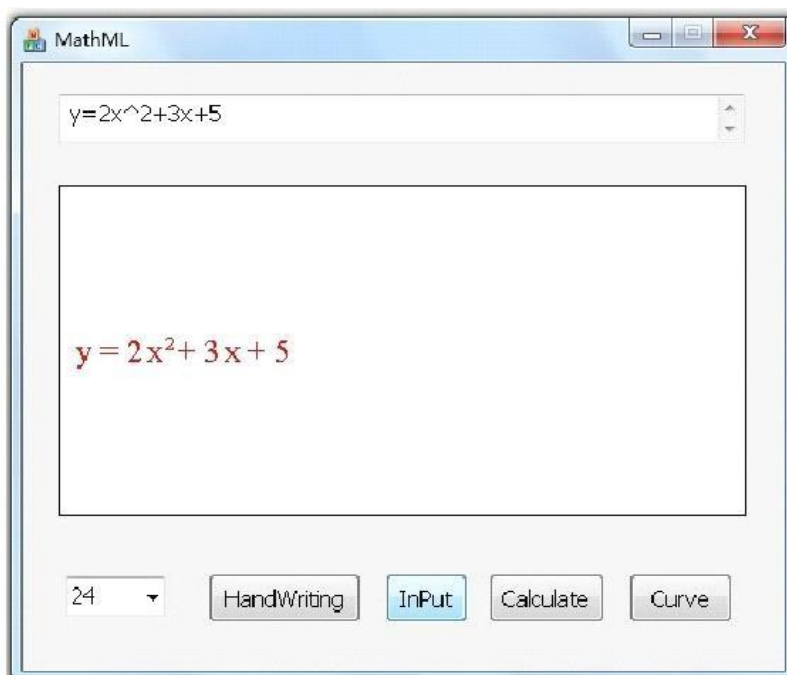 MathML
y=2x^2+3x+5
y = 2x²+ 3x + 5
24 HandWriting InPut Calculate Curve